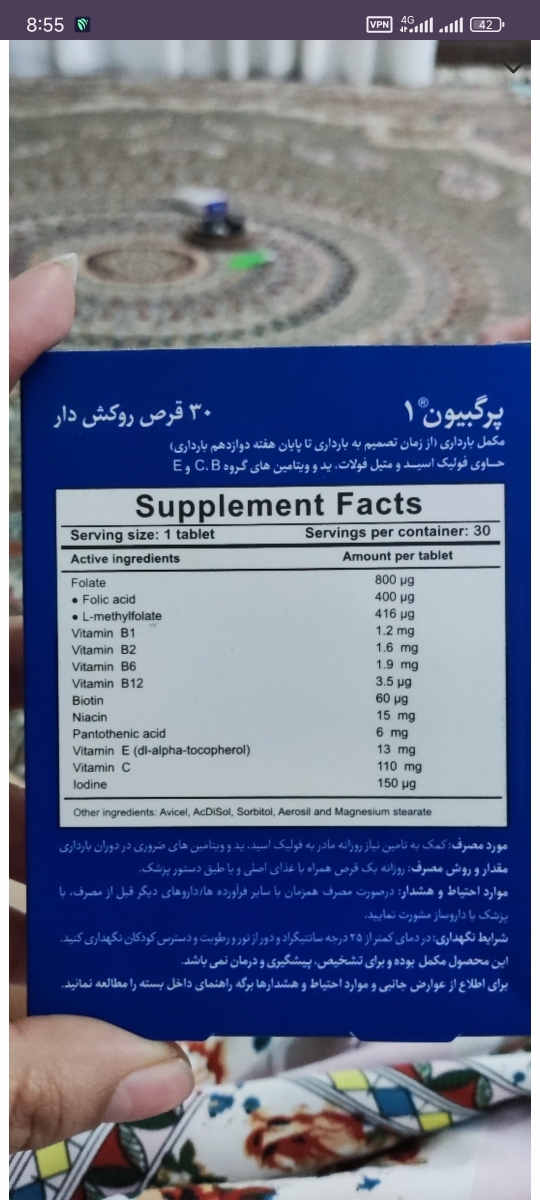 8:55
VPN 4G 42
پرگبیون®۱
۳۰ قرص روکش دار
مکمل بارداری (از زمان تصمیم به بارداری تا پایان هفته دوازدهم بارداری)
حـاوی فولیک اسیـد و متیل فولات، ید و ویتامین های گروه C، B و E
Supplement Facts
Serving size: 1 tablet Servings per container: 30
Active ingredients Amount per tablet
Folate 800 µg
• Folic acid 400 µg
• L-methylfolate 416 µg
Vitamin B1 1.2 mg
Vitamin B2 1.6 mg
Vitamin B6 1.9 mg
Vitamin B12 3.5 µg
Biotin 60 µg
Niacin 15 mg
Pantothenic acid 6 mg
Vitamin E (dl-alpha-tocopherol) 13 mg
Vitamin C 110 mg
Iodine 150 µg
Other ingredients: Avicel, AcDiSol, Sorbitol, Aerosil and Magnesium stearate
مورد مصرف: کمک به تامین نیاز روزانه مادر به فولیک اسید، ید و ویتامین های ضروری در دوران بارداری
مقدار و روش مصرف: روزانه یک قرص همراه با غذای اصلی و یا طبق دستور پزشک.
موارد احتیاط و هشدار: درصورت مصرف همزمان با سایر فرآورده ها/داروهای دیگر قبل از مصرف، با
پزشک یا داروساز مشورت نمایید.
شرایط نگهداری: در دمای کمتر از ۲۵ درجه سانتیگراد و دور از نور و رطوبت و دسترس کودکان نگهداری کنید.
این محصول مکمل بوده و برای تشخیص، پیشگیری و درمان نمی باشد.
برای اطلاع از عوارض جانبی و موارد احتیاط و هشدارها برگه راهنمای داخل بسته را مطالعه نمائید.